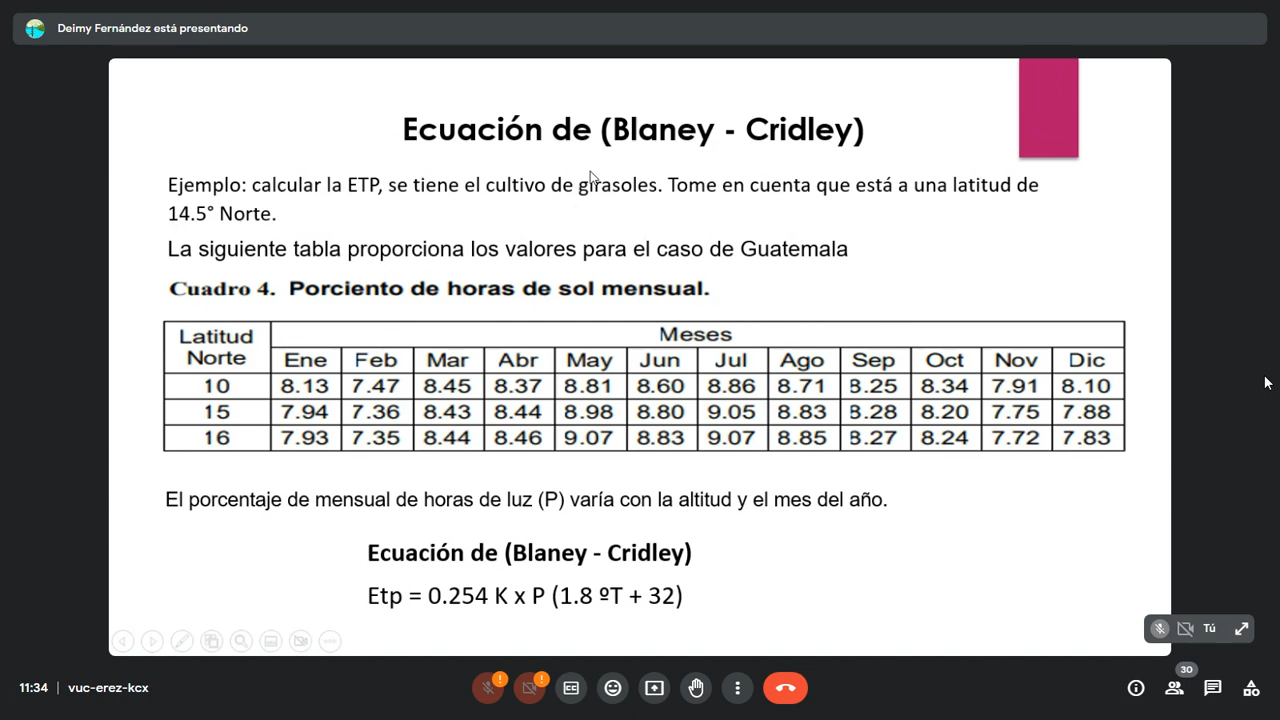 Deimy Fernández está presentando
Ecuación de (Blaney - Cridley)
Ejemplo: calcular la ETP, se tiene el cultivo de girasoles. Tome en cuenta que está a una latitud de
14.5° Norte.
La siguiente tabla proporciona los valores para el caso de Guatemala
Cuadro 4. Porciento de horas de sol mensual.
Latitud Norte Meses
Ene Feb Mar Abr May Jun Jul Ago Sep Oct Nov Dic
10 8.13 7.47 8.45 8.37 8.81 8.60 8.86 8.71 8.25 8.34 7.91 8.10
15 7.94 7.36 8.43 8.44 8.98 8.80 9.05 8.83 8.28 8.20 7.75 7.88
16 7.93 7.35 8.44 8.46 9.07 8.83 9.07 8.85 8.27 8.24 7.72 7.83
El porcentaje de mensual de horas de luz (P) varía con la altitud y el mes del año.
Ecuación de (Blaney - Cridley)
Etp = 0.254 K x P (1.8 ºT + 32)
Tú
11:34 | vuc-erez-kcx
30